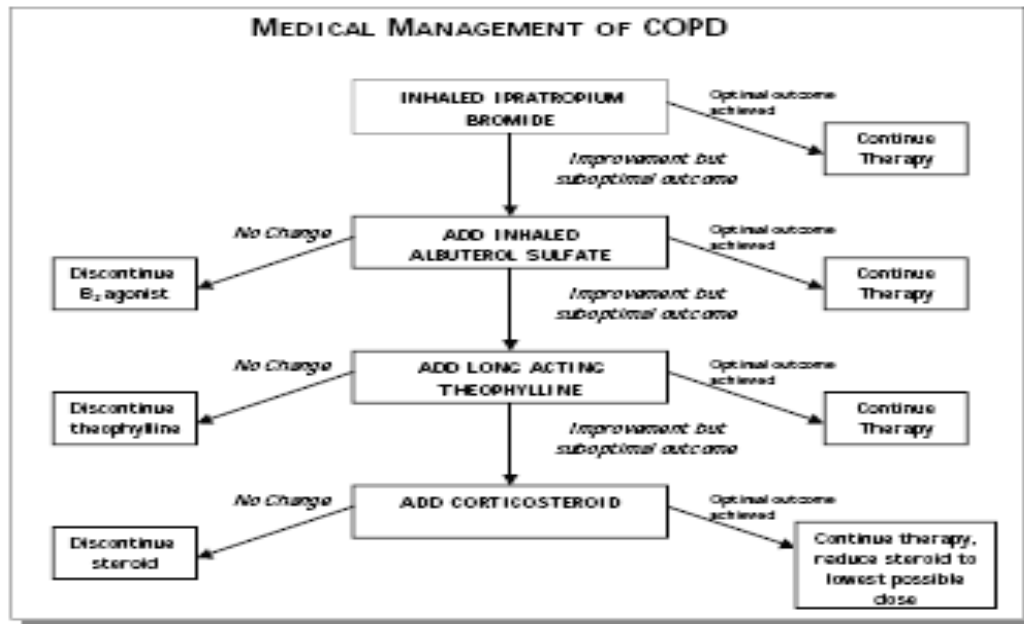 MEDICAL MANAGEMENT OF COPD
INHALED IPRATROPIUM
BROMIDE
Optimal outcome
achieved
Continue
Therapy
Improvement but
suboptimal outcome
No Change
ADD INHALED
ALBUTEROL SULFATE
Optimal outcome
achieved
Discontinue
B₂ agonist
Continue
Therapy
Improvement but
suboptimal outcome
No Change
ADD LONG ACTING
THEOPHYLLINE
Optimal outcome
achieved
Discontinue
theophylline
Continue
Therapy
Improvement but
suboptimal outcome
No Change
ADD CORTICOSTEROID
Optimal outcome
achieved
Discontinue
steroid
Continue therapy,
reduce steroid to
lowest possible
dose